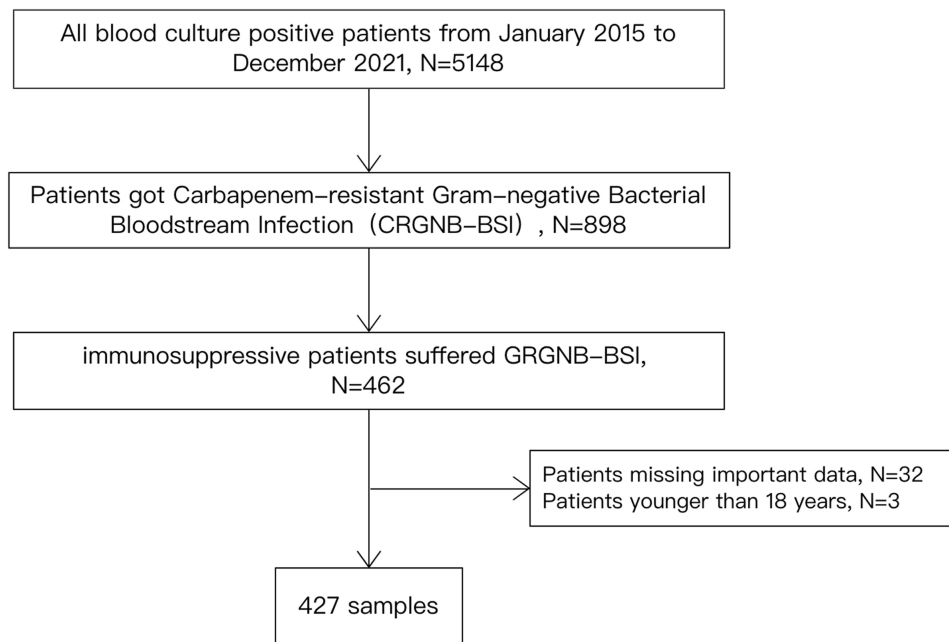 All blood culture positive patients from January 2015 to
December 2021, N=5148
Patients got Carbapenem-resistant Gram-negative Bacterial
Bloodstream Infection（CRGNB-BSI）, N=898
immunosuppressive patients suffered GRGNB-BSI,
N=462
Patients missing important data, N=32
Patients younger than 18 years, N=3
427 samples